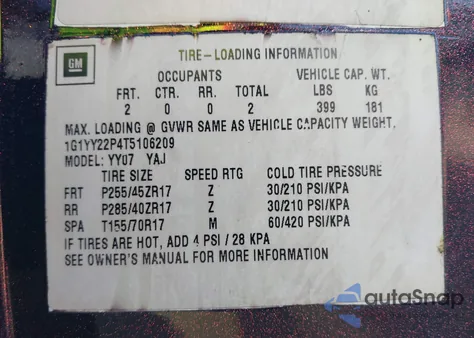 GM
TIRE-LOADING INFORMATION
OCCUPANTS VEHICLE CAP. WT.
FRT. CTR. RR. TOTAL LBS KG
2 0 0 2 399 181
MAX. LOADING @ GVWR SAME AS VEHICLE CAPACITY WEIGHT.
1G1YY22P4T5106209
MODEL: YY07 YAJ
TIRE SIZE SPEED RTG COLD TIRE PRESSURE
FRT P255/45ZR17 Z 30/210 PSI/KPA
RR P285/40ZR17 Z 30/210 PSI/KPA
SPA T155/70R17 M 60/420 PSI/KPA
IF TIRES ARE HOT, ADD 4 PSI / 28 KPA
SEE OWNER'S MANUAL FOR MORE INFORMATION
autoSnap